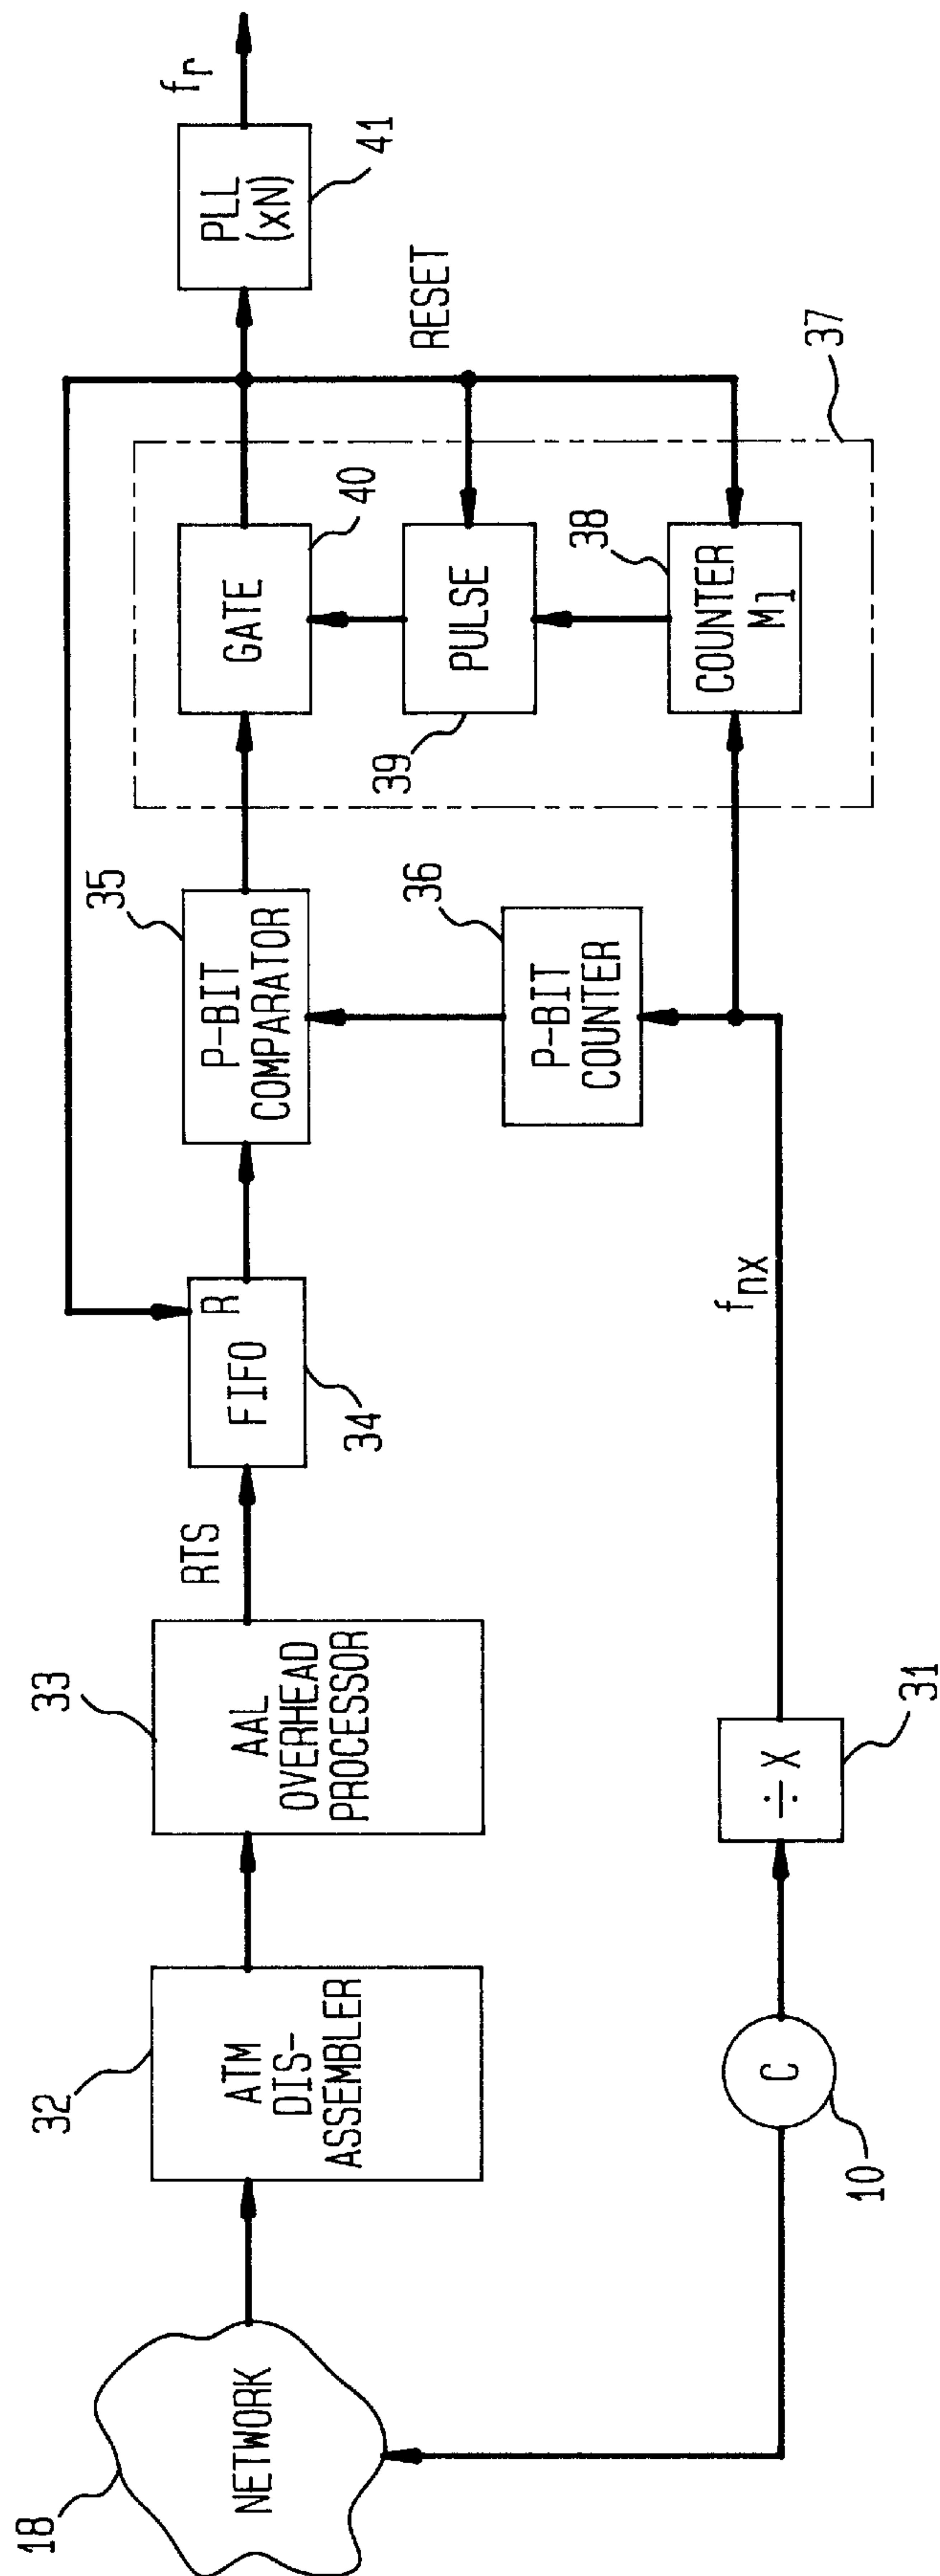 18
NETWORK
32
ATM
DIS-
ASSEMBLER
33
AAL
OVERHEAD
PROCESSOR
RTS
FIFO
R
34
35
P-BIT
COMPARATOR
GATE
40
PLL
(xN)
41
fr
RESET
36
P-BIT
COUNTER
39
PULSE
38
COUNTER
M1
37
10
C
÷X
31
fnx